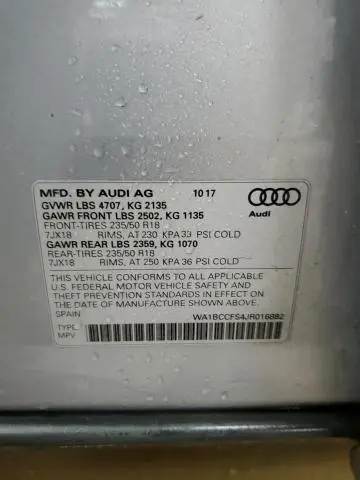 MFD. BY AUDI AG 10 17
GVWR LBS 4707, KG 2135
GAWR FRONT LBS 2502, KG 1135
FRONT-TIRES 235/50 R18
7JX18 RIMS, AT 230 KPA 33 PSI COLD
GAWR REAR LBS 2359, KG 1070
REAR-TIRES 235/50 R18
7JX18 RIMS, AT 250 KPA 36 PSI COLD
THIS VEHICLE CONFORMS TO ALL APPLICABLE
U.S. FEDERAL MOTOR VEHICLE SAFETY AND
THEFT PREVENTION STANDARDS IN EFFECT ON
THE DATE OF MANUFACTURE SHOWN ABOVE.
SPAIN WA1BCCFS4JR016882
TYPE:
MPV
Audi